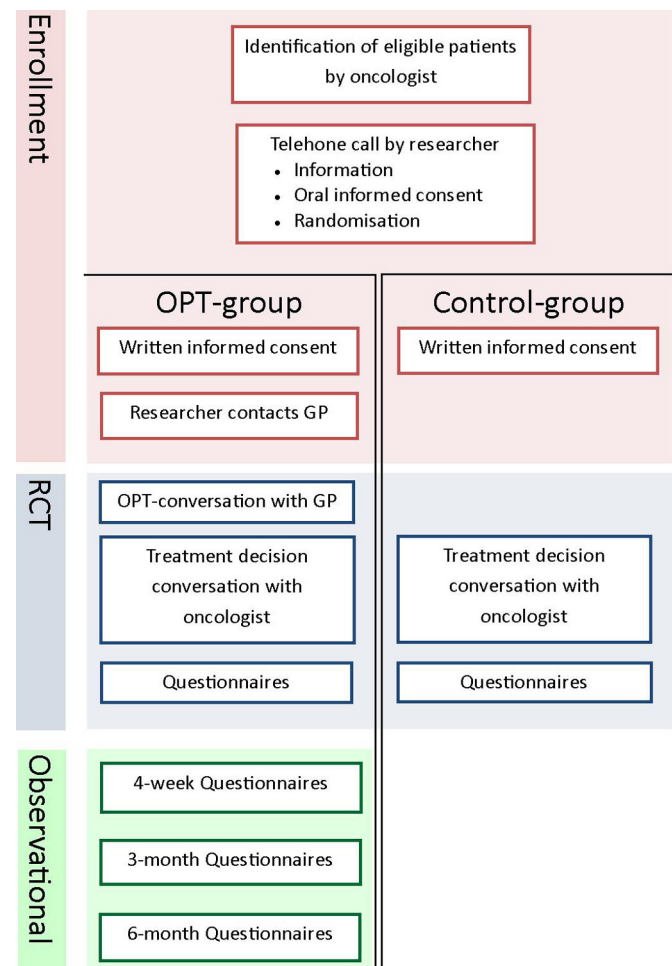 Enrollment
Identification of eligible patients
by oncologist
Telehone call by researcher
• Information
• Oral informed consent
• Randomisation
OPT-group
Control-group
Written informed consent
Written informed consent
Researcher contacts GP
RCT
OPT-conversation with GP
Treatment decision
conversation with
oncologist
Treatment decision
conversation with
oncologist
Questionnaires
Questionnaires
Observational
4-week Questionnaires
3-month Questionnaires
6-month Questionnaires